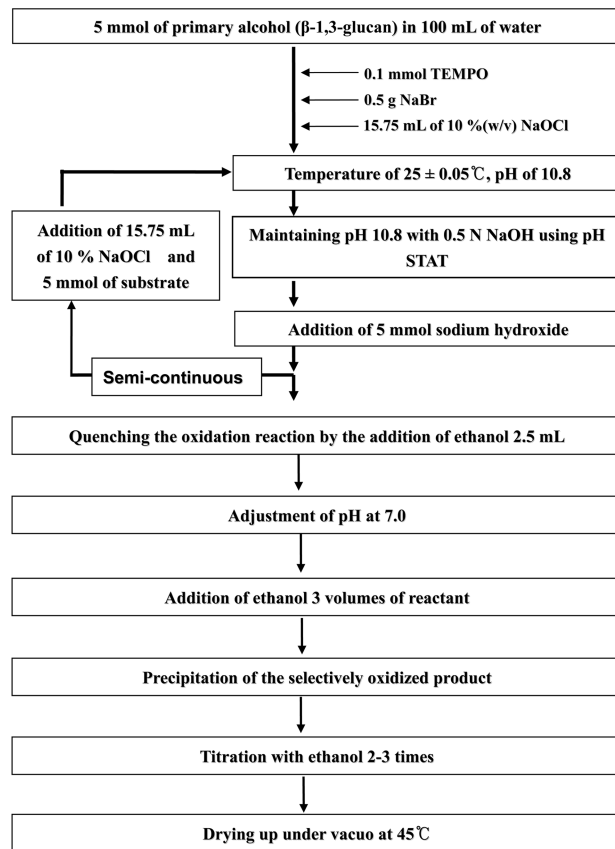 5 mmol of primary alcohol (β-1,3-glucan) in 100 mL of water
0.1 mmol TEMPO
0.5 g NaBr
15.75 mL of 10 %(w/v) NaOCl
Temperature of 25 ± 0.05℃, pH of 10.8
Addition of 15.75 mL
of 10 % NaOCl and
5 mmol of substrate
Maintaining pH 10.8 with 0.5 N NaOH using pH
STAT
Addition of 5 mmol sodium hydroxide
Semi-continuous
Quenching the oxidation reaction by the addition of ethanol 2.5 mL
Adjustment of pH at 7.0
Addition of ethanol 3 volumes of reactant
Precipitation of the selectively oxidized product
Titration with ethanol 2-3 times
Drying up under vacuo at 45℃